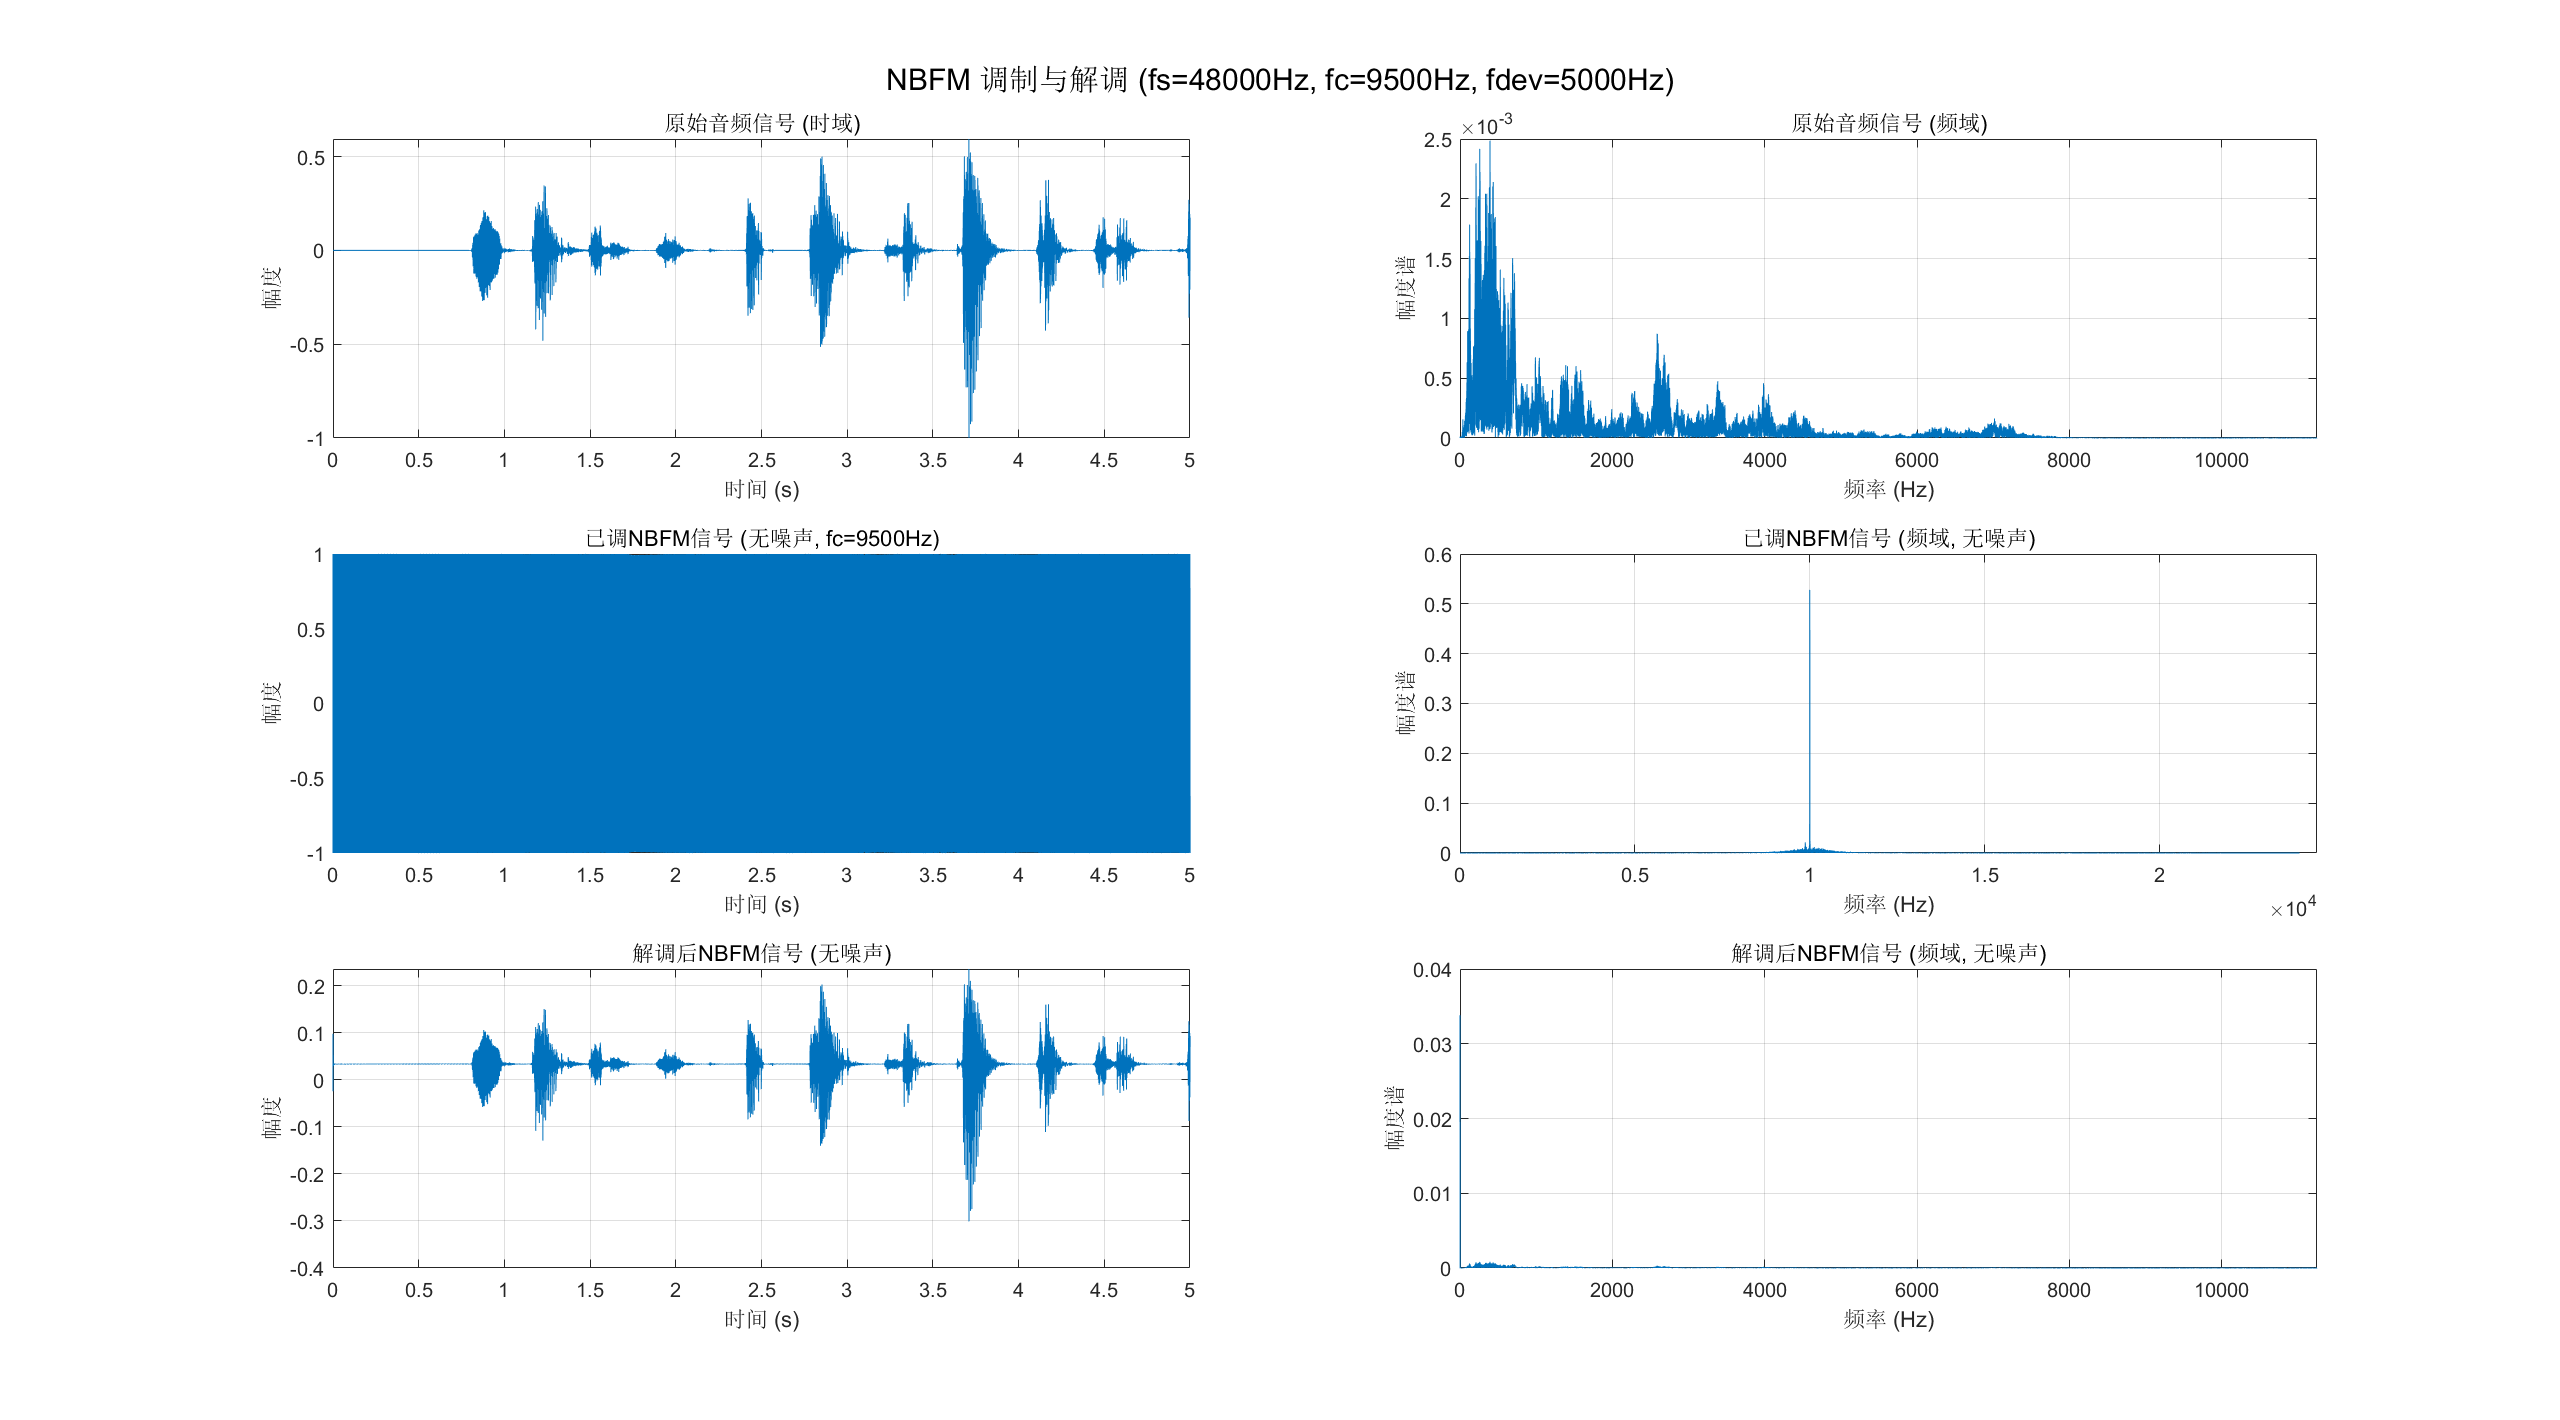 NBFM 调制与解调 (fs=48000Hz, fc=9500Hz, fdev=5000Hz)
原始音频信号 (时域)
0.5
0
-0.5
-1
幅度
0 0.5 1 1.5 2 2.5 3 3.5 4 4.5 5
时间 (s)
原始音频信号 (频域)
×10-3
2.5
2
1.5
1
0.5
0
幅度谱
0 2000 4000 6000 8000 10000
频率 (Hz)
已调NBFM信号 (无噪声, fc=9500Hz)
1
0.5
0
-0.5
-1
幅度
0 0.5 1 1.5 2 2.5 3 3.5 4 4.5 5
时间 (s)
已调NBFM信号 (频域, 无噪声)
0.6
0.5
0.4
0.3
0.2
0.1
0
幅度谱
0 0.5 1 1.5 2
×104
频率 (Hz)
解调后NBFM信号 (无噪声)
0.2
0.1
0
-0.1
-0.2
-0.3
-0.4
幅度
0 0.5 1 1.5 2 2.5 3 3.5 4 4.5 5
时间 (s)
解调后NBFM信号 (频域, 无噪声)
0.04
0.03
0.02
0.01
0
幅度谱
0 2000 4000 6000 8000 10000
频率 (Hz)